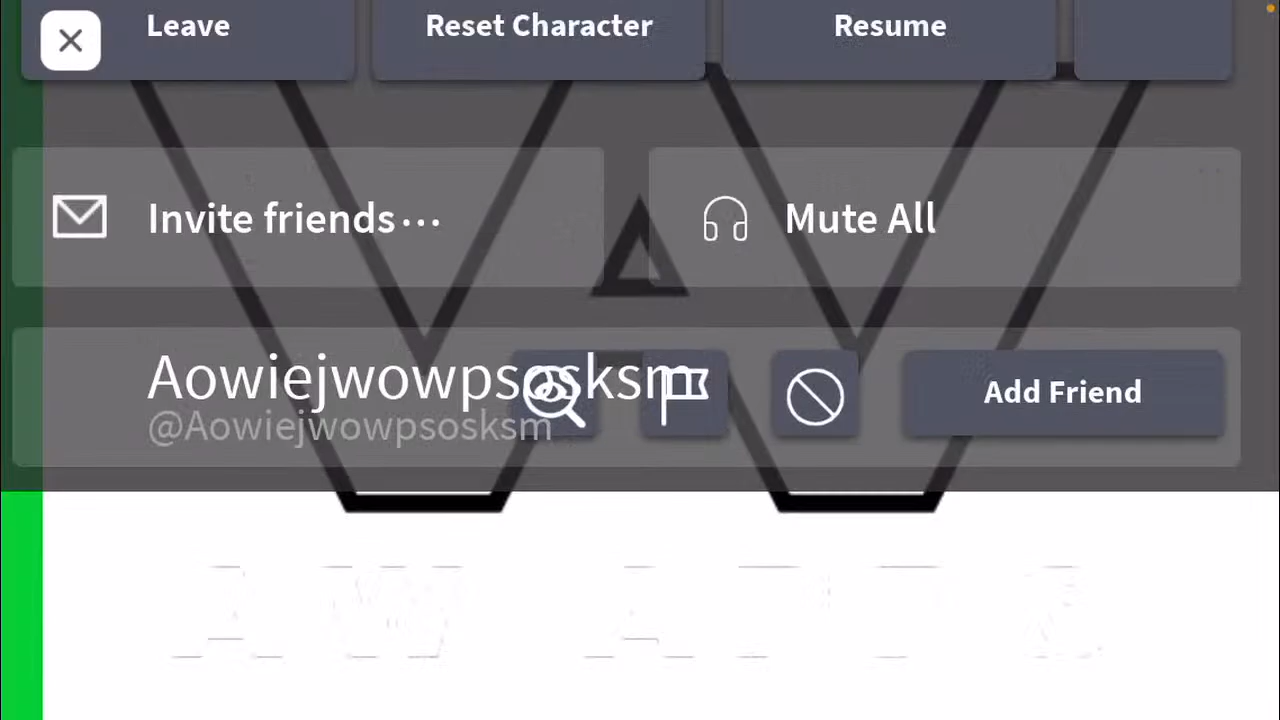 Leave
Reset Character
Resume
Invite friends...
Mute All
Aowiejwowpsosksm
@Aowiejwowpsosksm
Add Friend